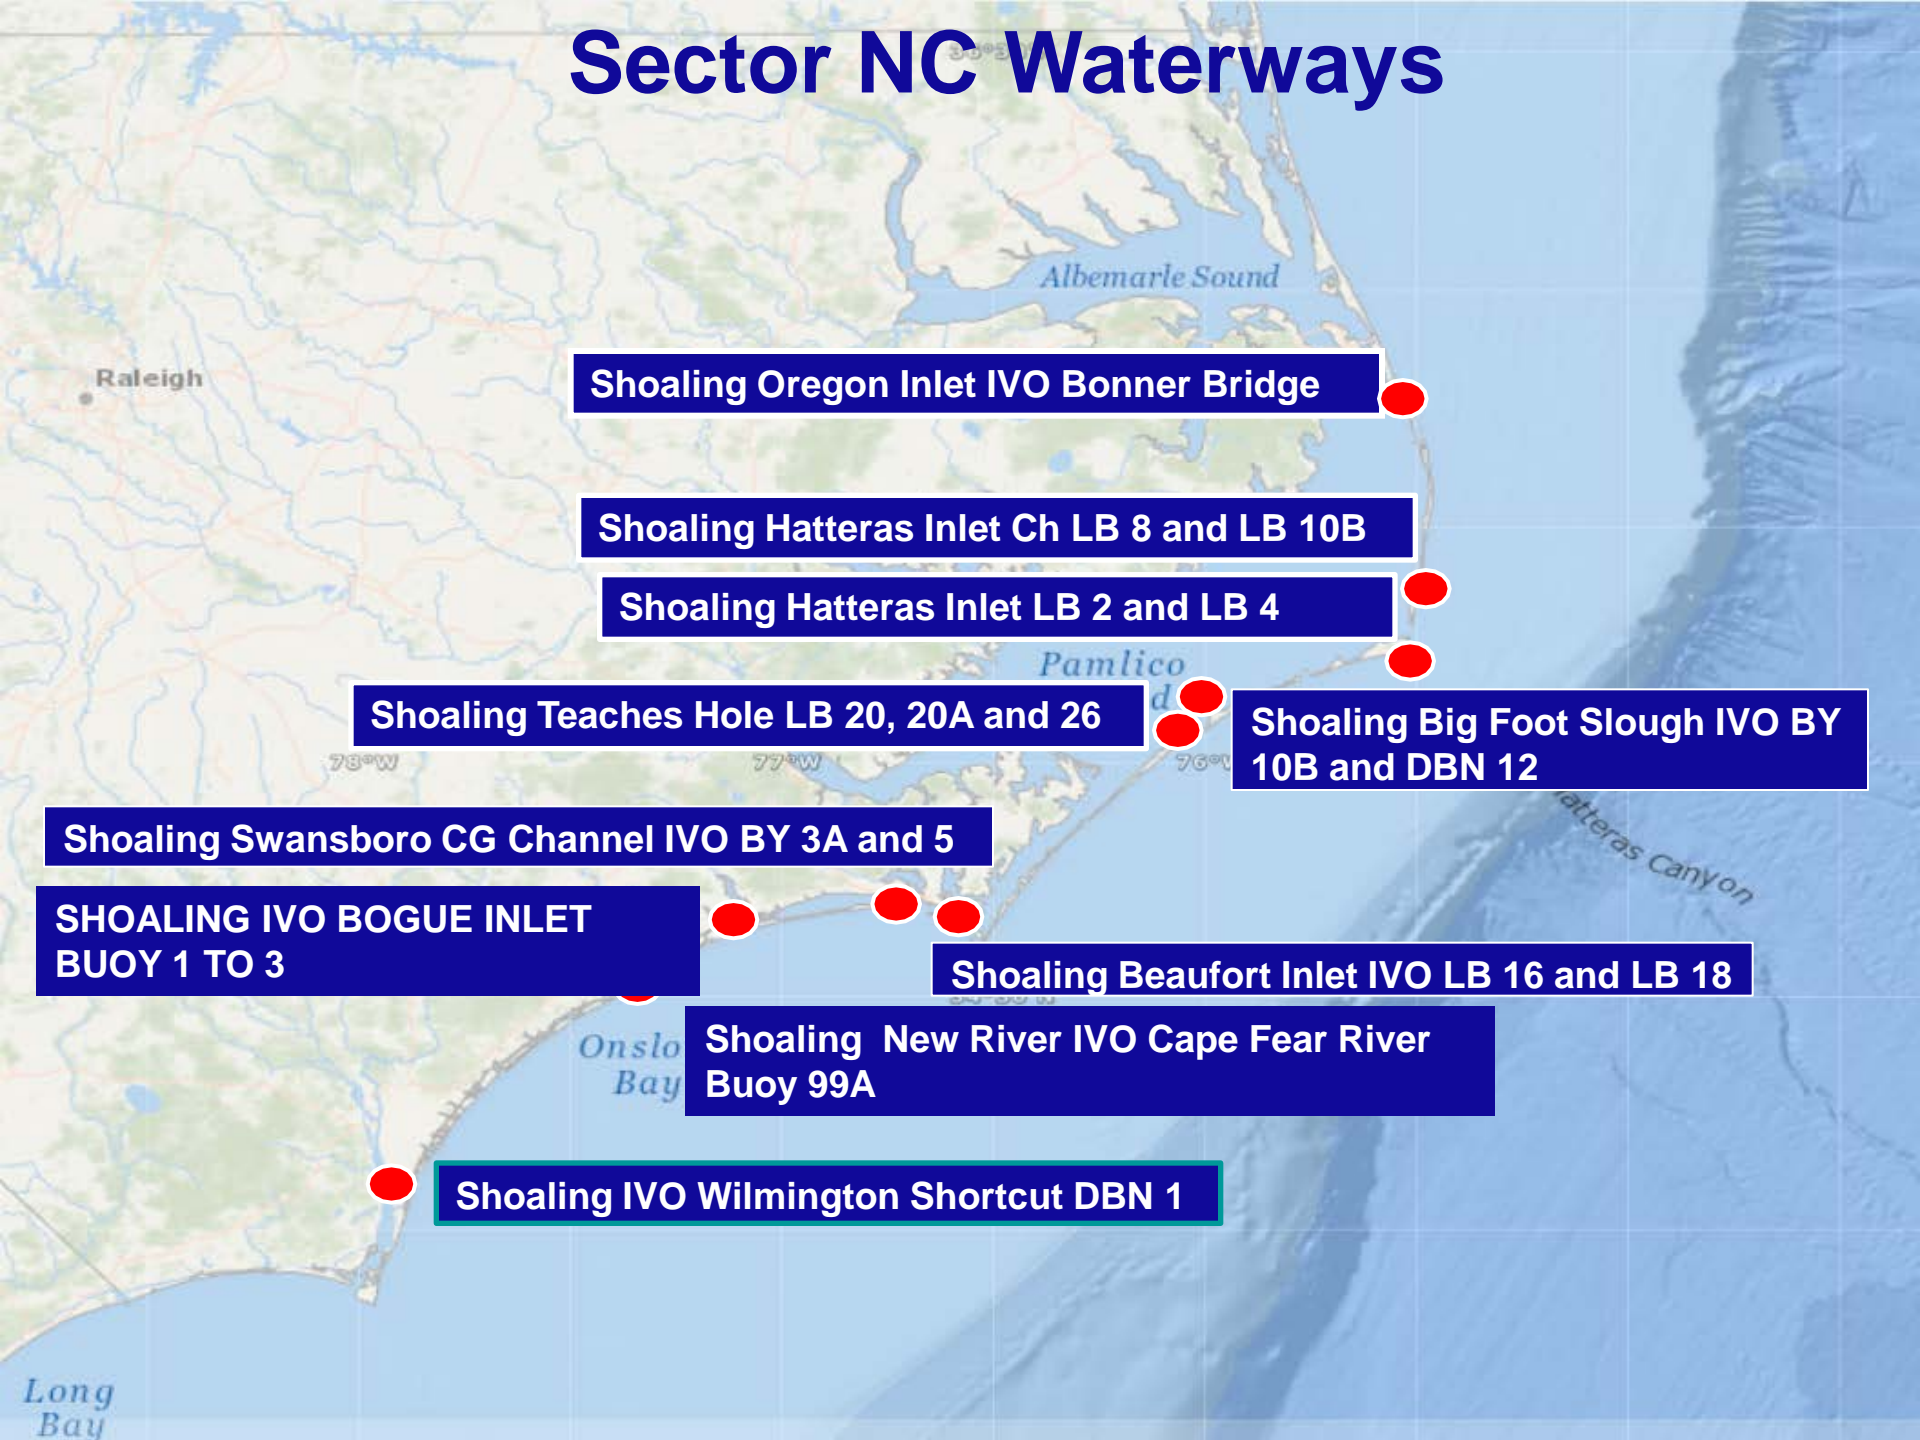 Sector NC Waterways
Albemarle Sound
Raleigh
Shoaling Oregon Inlet IVO Bonner Bridge
Shoaling Hatteras Inlet Ch LB 8 and LB 10B
Shoaling Hatteras Inlet LB 2 and LB 4
Pamlico
d
Shoaling Teaches Hole LB 20, 20A and 26
Shoaling Big Foot Slough IVO BY
10B and DBN 12
78°W
77°W
76°W
atteras Canyon
Shoaling Swansboro CG Channel IVO BY 3A and 5
SHOALING IVO BOGUE INLET
BUOY 1 TO 3
Shoaling Beaufort Inlet IVO LB 16 and LB 18
Onslo
Bay
Shoaling  New River IVO Cape Fear River
Buoy 99A
Shoaling IVO Wilmington Shortcut DBN 1
Long
Bay